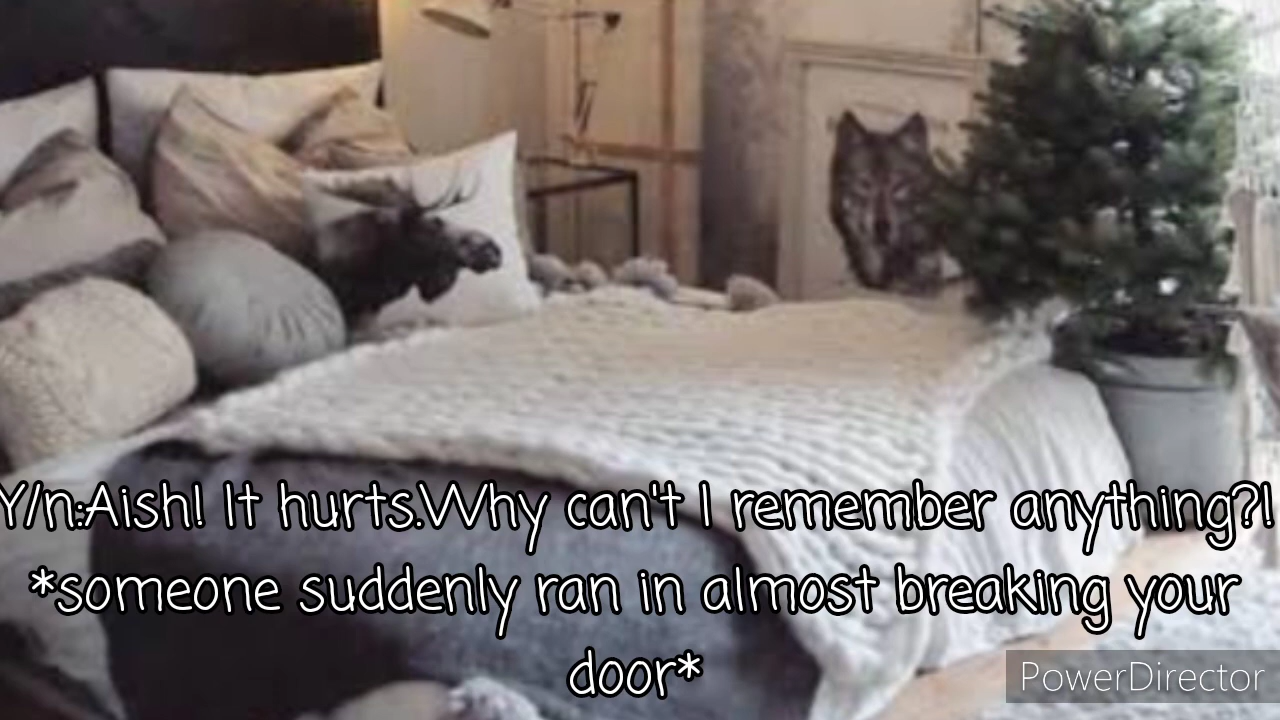 Y/n:Aish! It hurts.Why can't I remember anything?!
*someone suddenly ran in almost breaking your
door*
PowerDirector